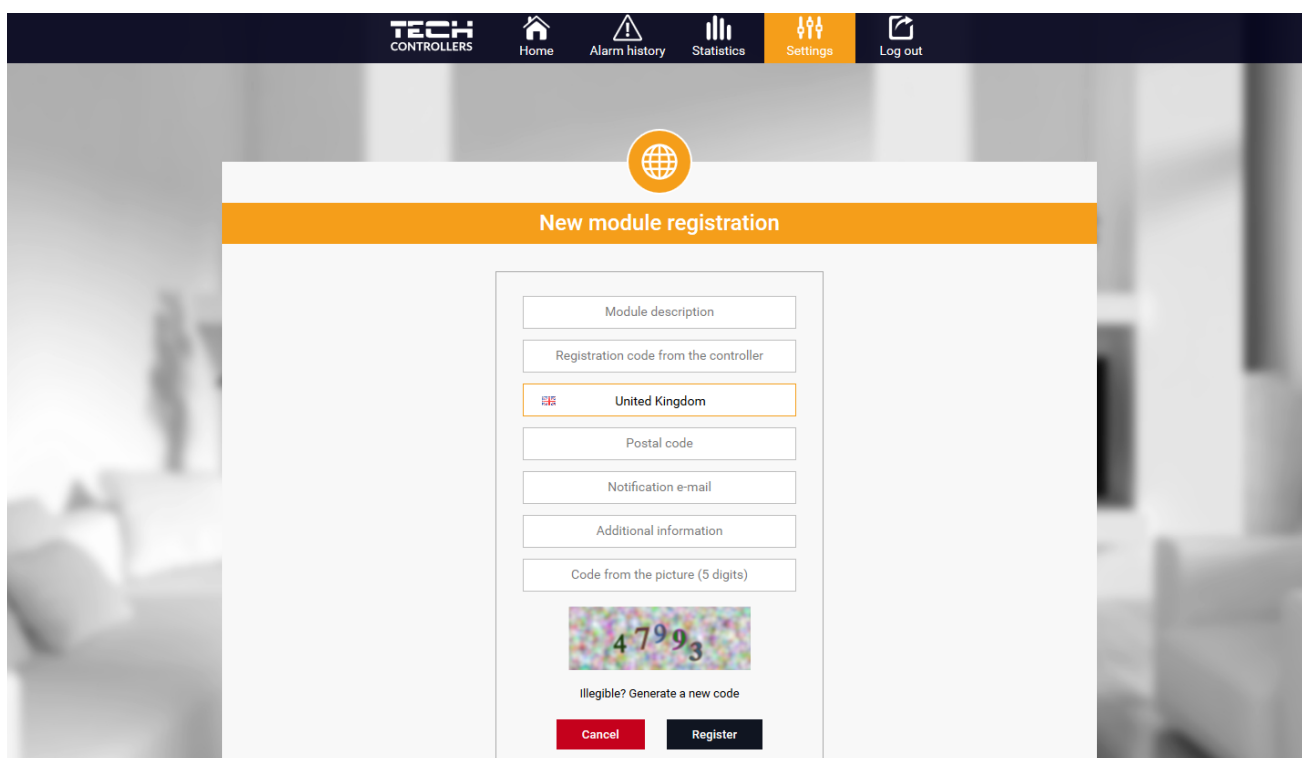 TECH
CONTROLLERS
Home
Alarm history
Statistics
Settings
Log out
New module registration
Module description
Registration code from the controller
United Kingdom
Postal code
Notification e-mail
Additional information
Code from the picture (5 digits)
47993
Illegible? Generate a new code
Cancel
Register